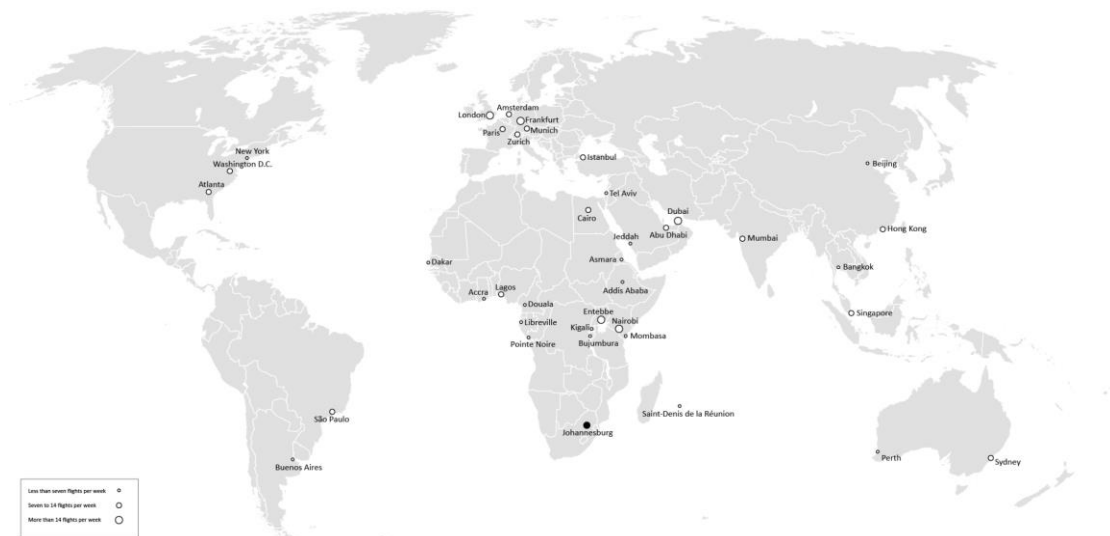 London
Amsterdam
Frankfurt
Paris
Munich
Zurich
Istanbul
New York
Washington D.C.
Atlanta
Beijing
Tel Aviv
Cairo
Dubai
Abu Dhabi
Jeddah
Mumbai
Hong Kong
Dakar
Asmara
Bangkok
Accra
Lagos
Addis Ababa
Douala
Entebbe
Singapore
Libreville
Kigali
Nairobi
Pointe Noire
Bujumbura
Mombasa
São Paulo
Saint-Denis de la Réunion
Johannesburg
Buenos Aires
Perth
Sydney
Less than seven flights per week
Seven to 14 flights per week
More than 14 flights per week